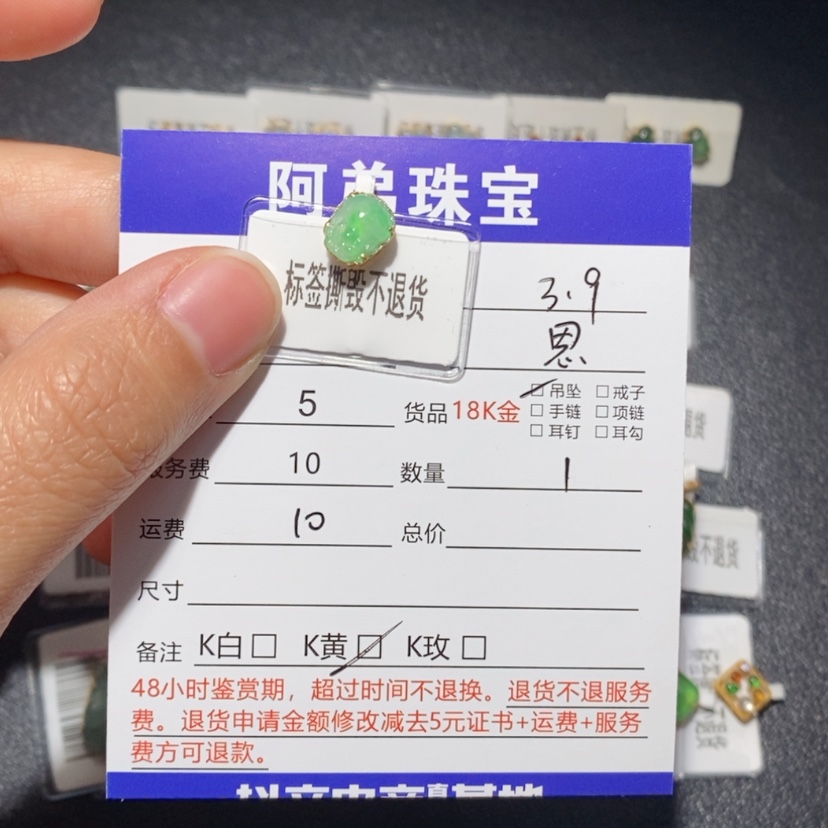 阿弟珠宝
标签撕毁不退货
3.9
恩
5 货品 18K金 吊坠 戒子
手链 项链
耳钉 耳勾
服务费 10 数量 1
运费 10 总价
尺寸
备注 K白 K黄 K玫
48小时鉴赏期，超过时间不退换。退货不退服务
费。退货申请金额修改减去5元证书+运费+服务
费方可退款。